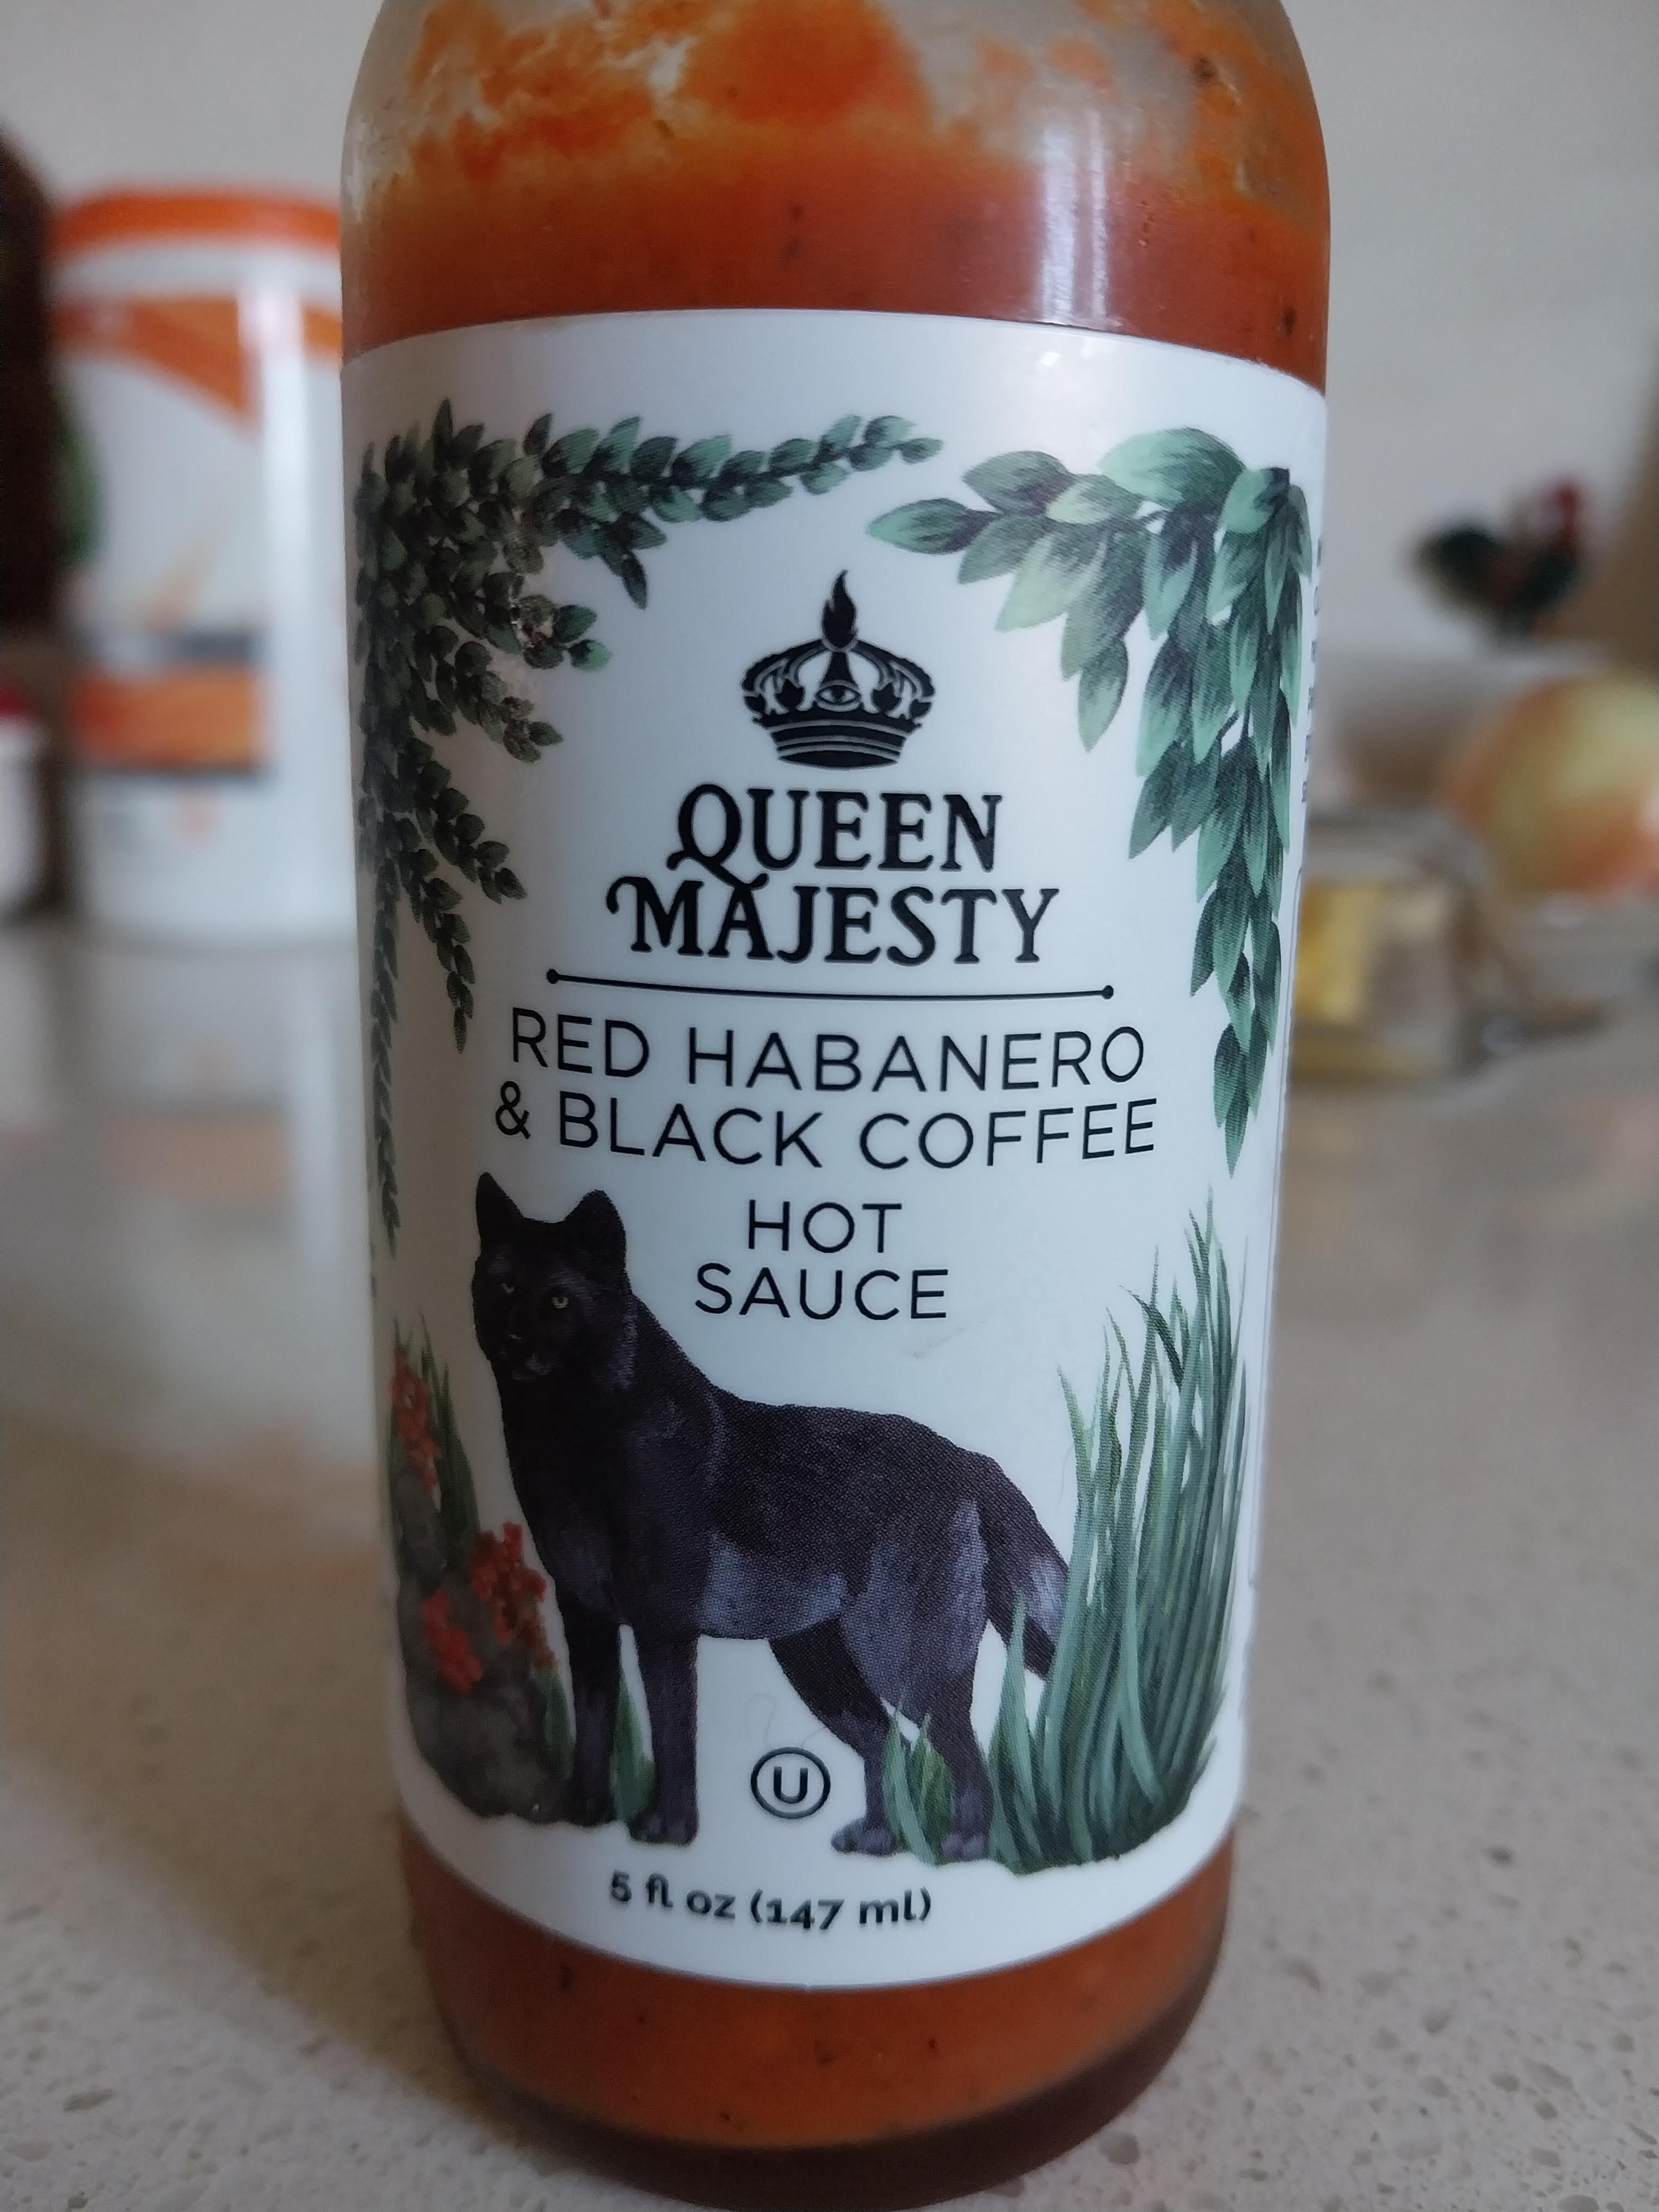 QUEEN
MAJESTY
RED HABANERO
& BLACK COFFEE
HOT
SAUCE
U
5 fl oz (147 ml)